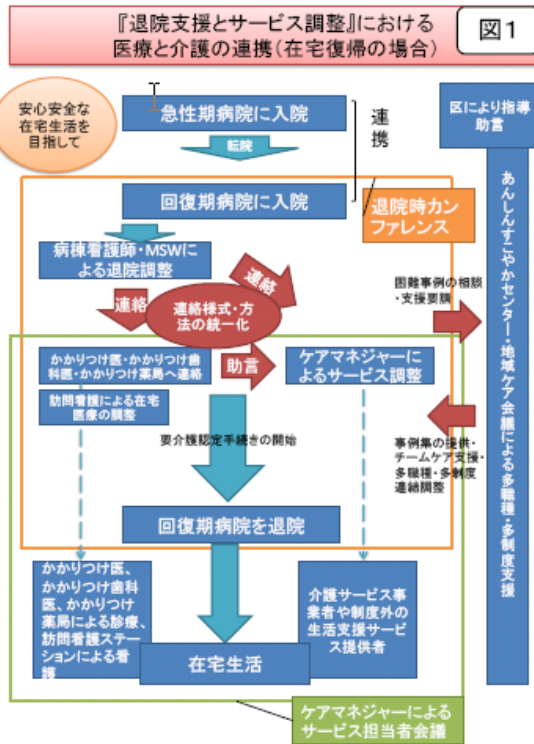 『退院支援とサービス調整』における
医療と介護の連携(在宅復帰の場合)
図1
安心安全な
在宅生活を
目指して
急性期病院に入院
連携
区により指導
助言
転院
回復期病院に入院
退院時カン
ファレンス
病棟看護師・MSW
による退院調整
連絡
連絡
連絡様式・方
法の統一化
困難事例の相談
・支援要請
あんしんすこやかセンター・地域ケア会議による多職種・多制度支援
かかりつけ医・かかりつけ歯
科医・かかりつけ薬局へ連絡
助言
ケアマネジャーに
よるサービス調整
訪問看護による在宅
医療の調整
要介護認定手続きの開始
事例集の提供・
チームケア支援・
多職種・多制度
連絡調整
回復期病院を退院
かかりつけ医、
かかりつけ歯科
医、かかりつけ
薬局による診療、
訪問看護ステー
ションによる看
護
介護サービス事
業者や制度外の
生活支援サービス
提供者
在宅生活
ケアマネジャーによる
サービス担当者会議